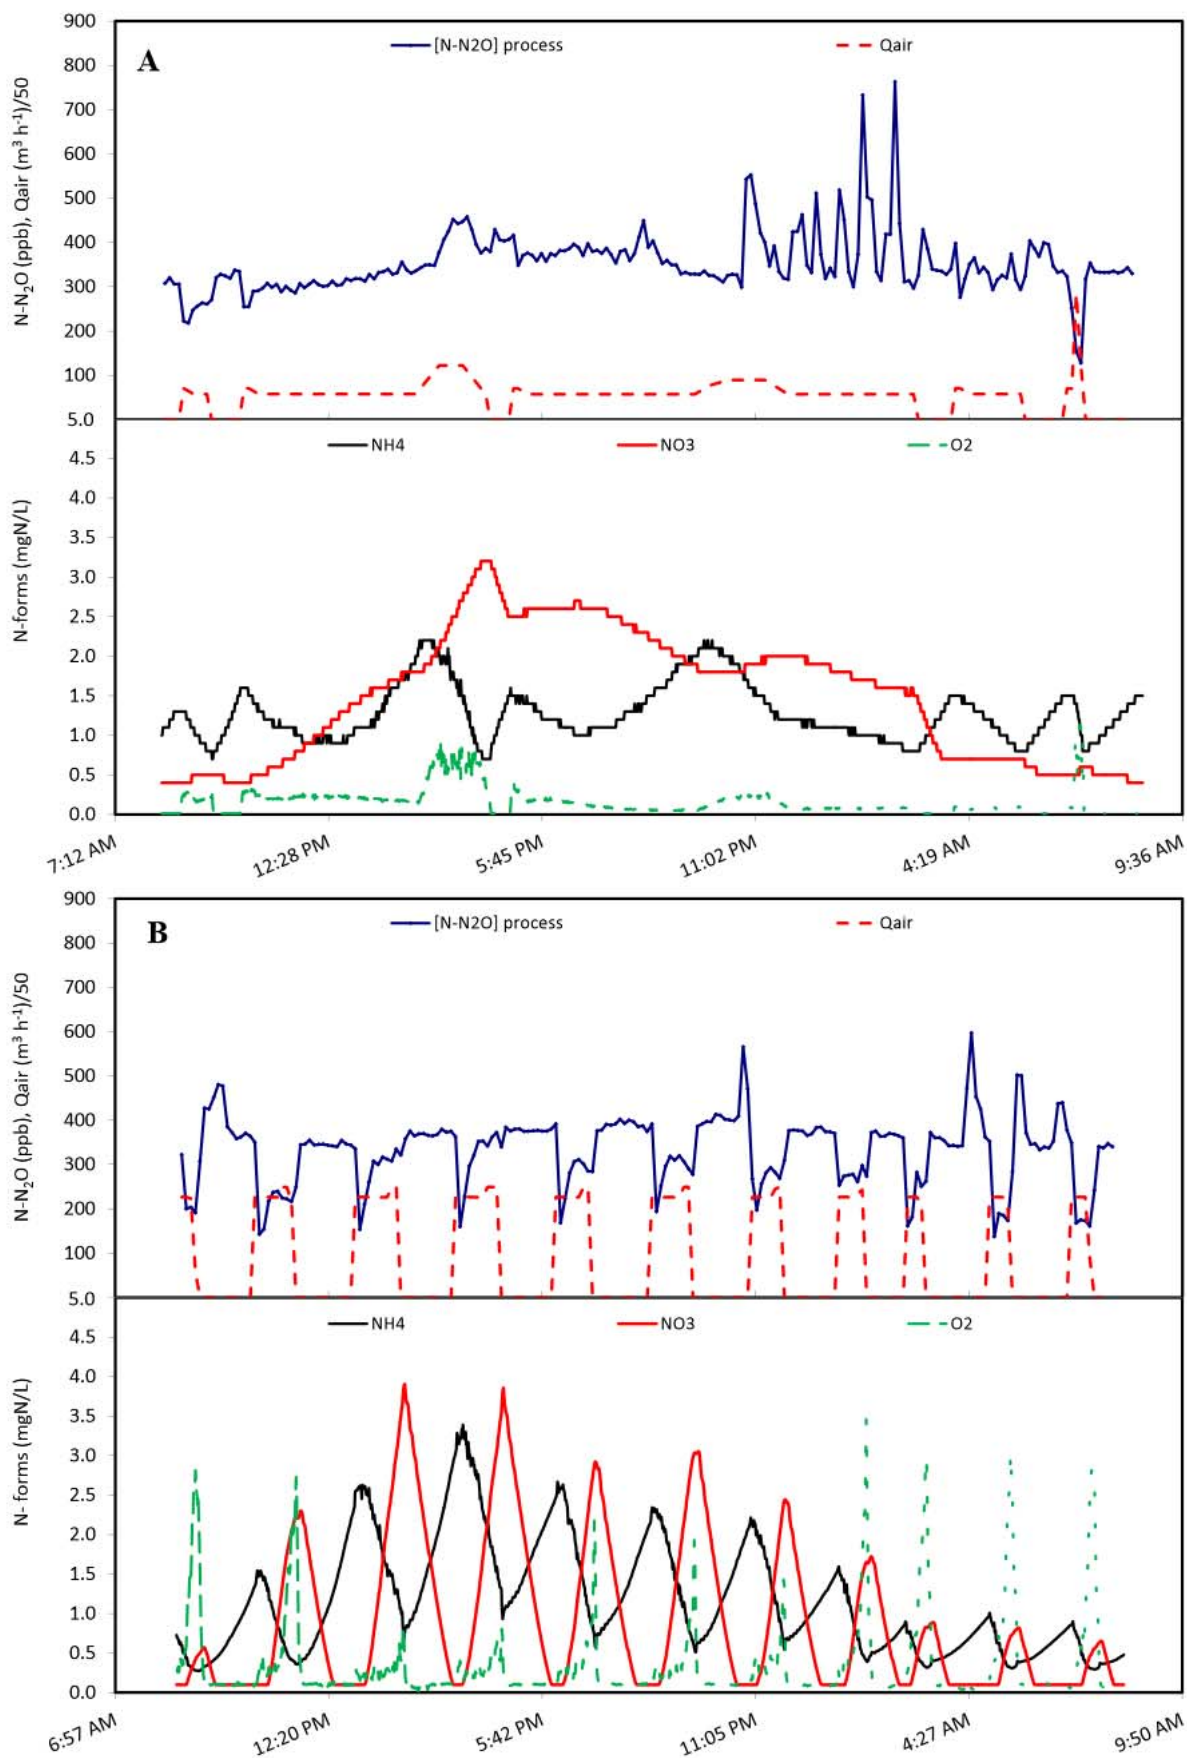 A
[N-N2O] process
Qair
N-N₂O (ppb), Qair (m³ h⁻¹)/50
900
800
700
600
500
400
300
200
100
5.0
NH4
NO3
O2
N-forms (mgN/L)
4.5
4.0
3.5
3.0
2.5
2.0
1.5
1.0
0.5
0.0
7:12 AM
12:28 PM
5:45 PM
11:02 PM
4:19 AM
9:36 AM
B
[N-N2O] process
Qair
N-N₂O (ppb), Qair (m³ h⁻¹)/50
900
800
700
600
500
400
300
200
100
5.0
NH4
NO3
O2
N- forms (mgN/L)
4.5
4.0
3.5
3.0
2.5
2.0
1.5
1.0
0.5
0.0
6:57 AM
12:20 PM
5:42 PM
11:05 PM
4:27 AM
9:50 AM